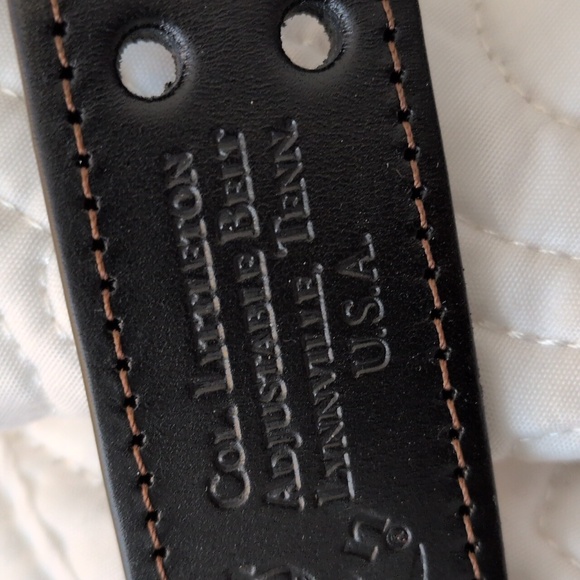 COL. LITTLETON
ADJUSTABLE BELT
LYNNVILLE, TENN.
U.S.A.